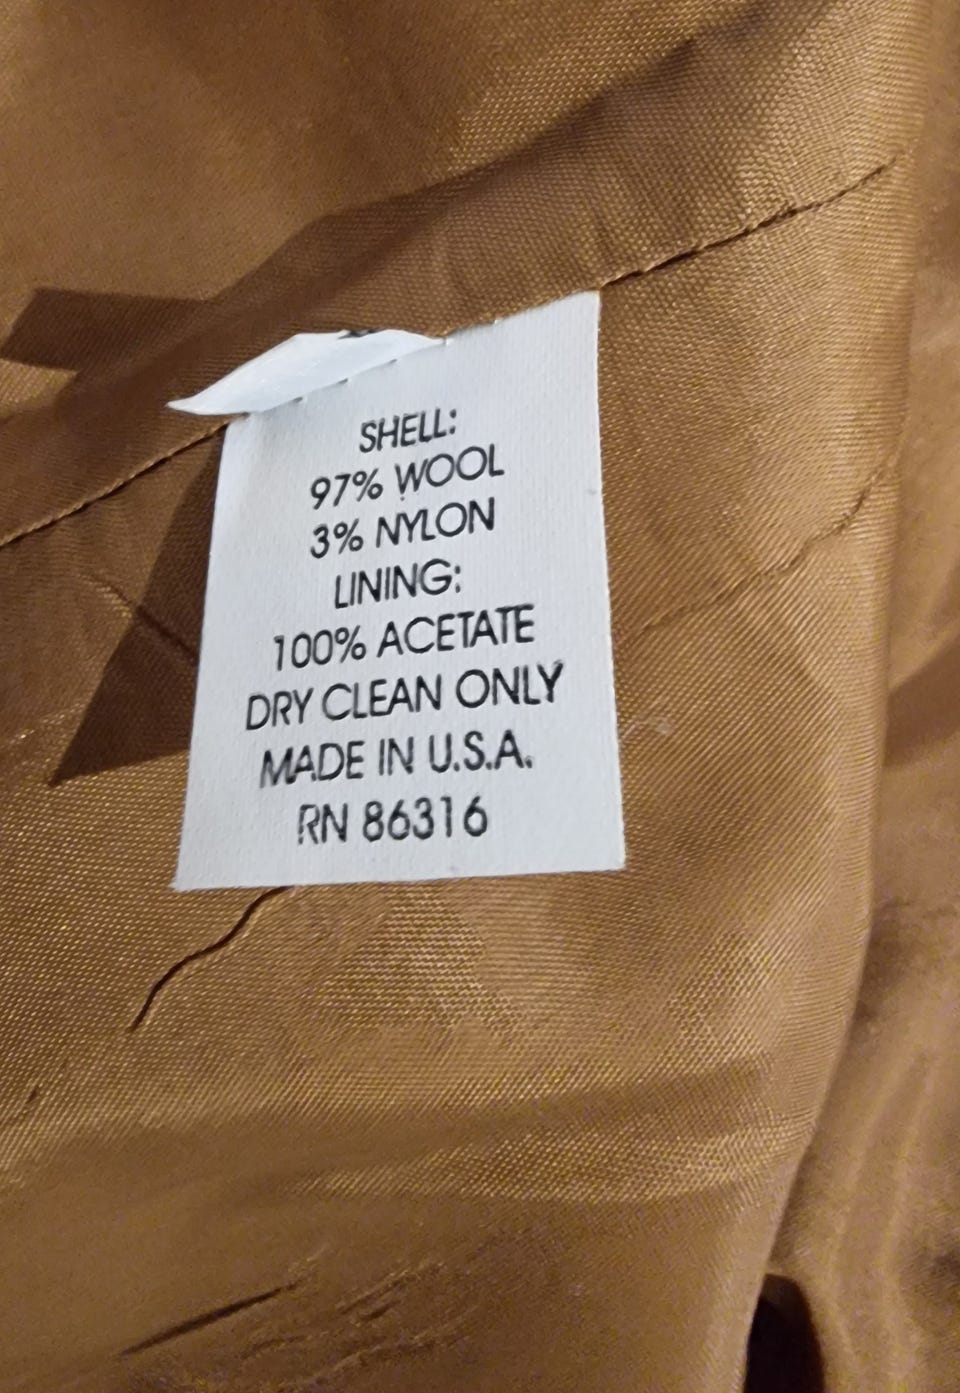 SHELL:
97% WOOL
3% NYLON
LINING:
100% ACETATE
DRY CLEAN ONLY
MADE IN U.S.A.
RN 86316